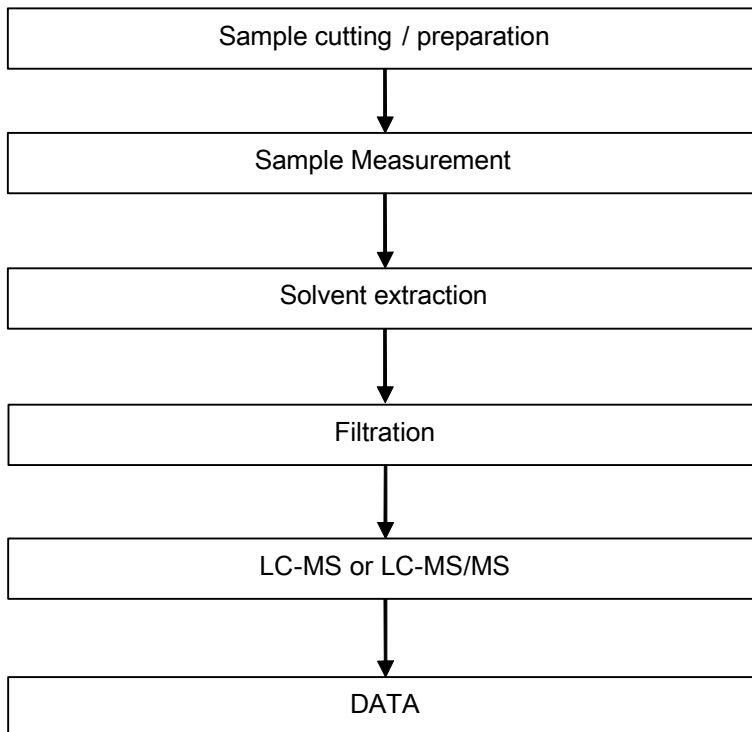 Sample cutting / preparation
Sample Measurement
Solvent extraction
Filtration
LC-MS or LC-MS/MS
DATA